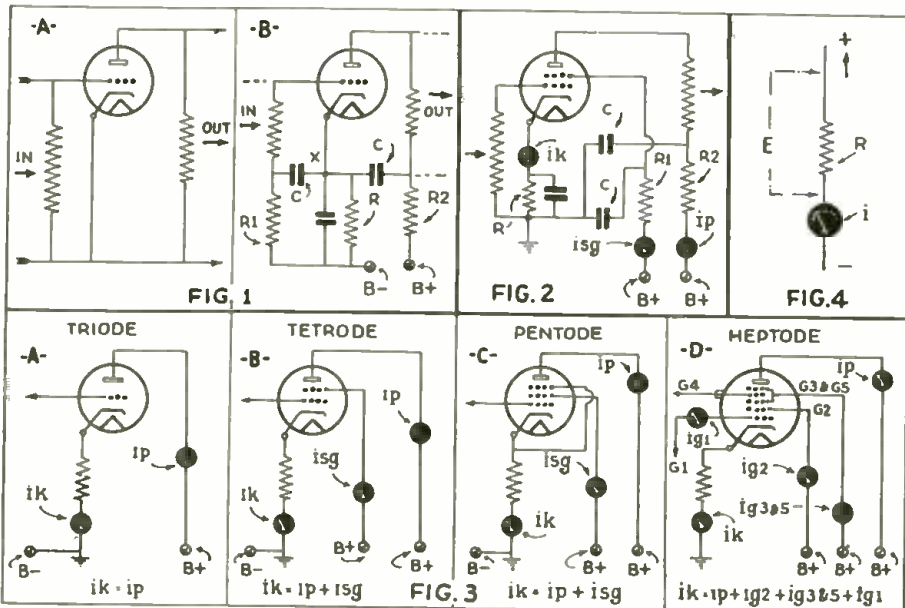 -A-
IN
OUT
FIG. 1
-B-
IN
OUT
X
C
C
R1
R
R2
B-
B+
ik
C
C
R1
R2
R'
isg
ip
B+
B+
FIG. 2
+
E
R
i
-
FIG. 4
TRIODE
-A-
ip
ik
B-
B+
ik = ip
TETRODE
-B-
ip
isg
ik
B-
B+
B+
ik = ip + isg
FIG. 3
PENTODE
-C-
ip
isg
ik
B-
B+
B+
ik = ip + isg
HEPTODE
-D-
ip
G4
G3&G5
G2
ig1
G1
ig2
ig3&5
ik
B+
B+
B+
ik = ip + ig2 + ig3&5 + ig1